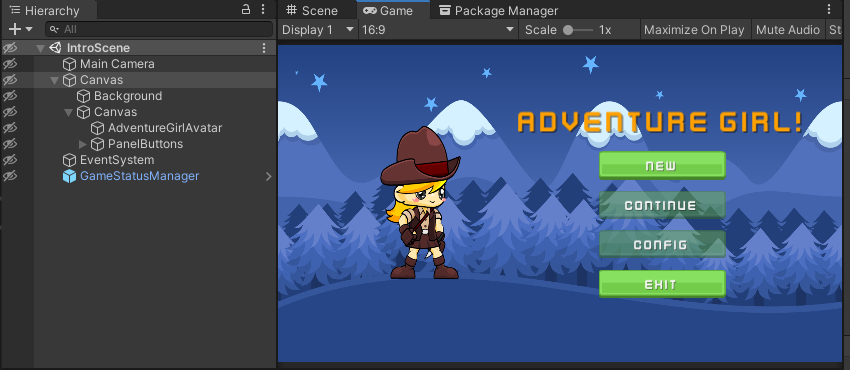 Hierarchy
All
IntroScene
Main Camera
Canvas
Background
Canvas
AdventureGirlAvatar
PanelButtons
EventSystem
GameStatusManager
Scene Game Package Manager
Display 1 16:9 Scale 1x Maximize On Play Mute Audio St
ADVENTURE GIRL!
NEW
CONTINUE
CONFIG
EXIT